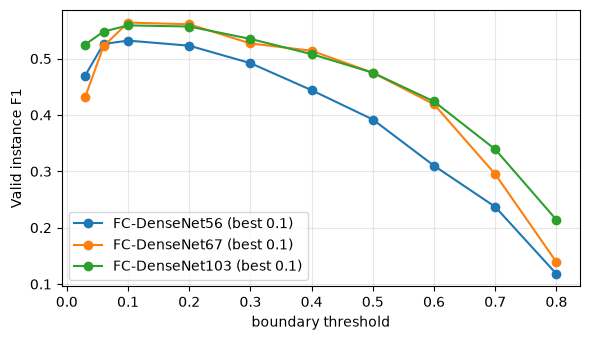 Valid instance F1
0.5
0.4
0.3
0.2
0.1
FC-DenseNet56 (best 0.1)
FC-DenseNet67 (best 0.1)
FC-DenseNet103 (best 0.1)
0.0 0.1 0.2 0.3 0.4 0.5 0.6 0.7 0.8
boundary threshold